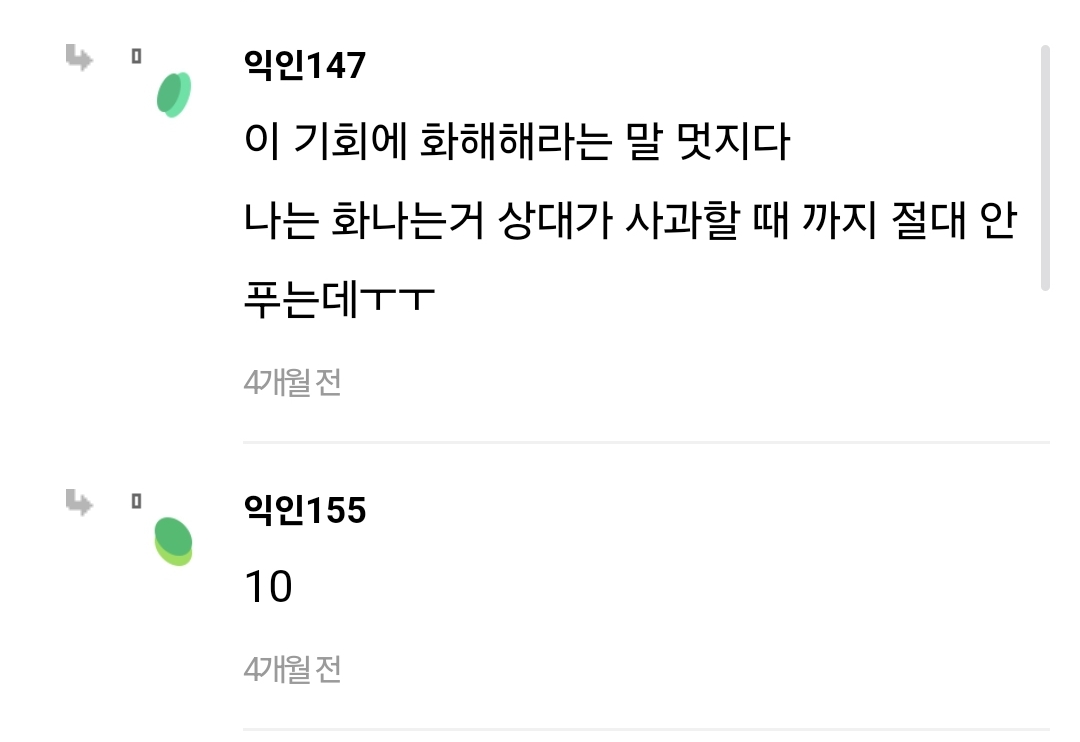 익인147
이 기회에 화해해라는 말 멋지다
나는 화나는거 상대가 사과할 때 까지 절대 안
푸는데ㅜㅜ
4개월 전
익인155
10
4개월 전